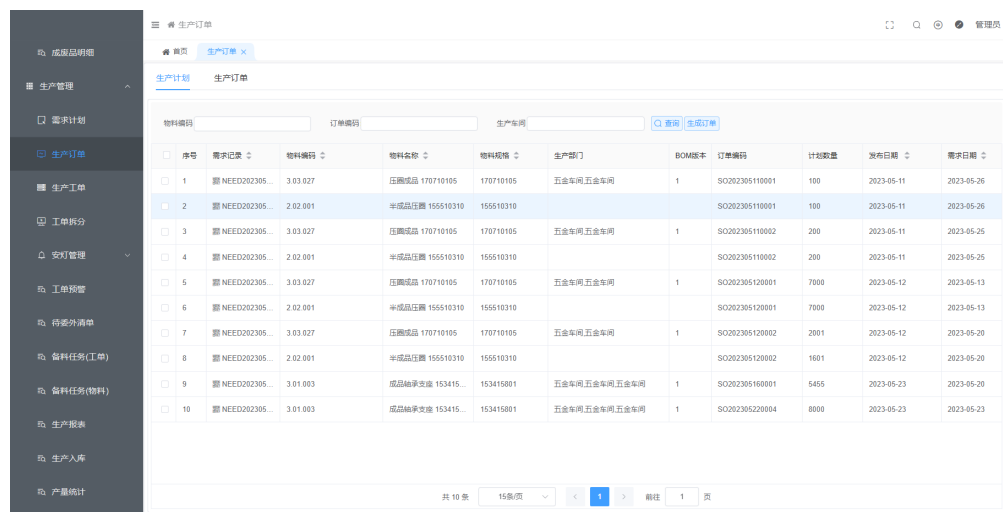 生产订单
管理员
首页 生产订单 ×
生产计划 生产订单
物料编码 订单编码 生产车间 查询 生成订单
序号 需求记录 物料编码 物料名称 物料规格 生产部门 BOM版本 订单编码 计划数量 发布日期 需求日期
1 NEED202305... 3.03.027 压圈成品 170710105 170710105 五金车间,五金车间 1 SO202305110001 100 2023-05-11 2023-05-26
2 NEED202305... 2.02.001 半成品压圈 155510310 155510310 SO202305110001 100 2023-05-11 2023-05-26
3 NEED202305... 3.03.027 压圈成品 170710105 170710105 五金车间,五金车间 1 SO202305110002 200 2023-05-11 2023-05-25
4 NEED202305... 2.02.001 半成品压圈 155510310 155510310 SO202305110002 200 2023-05-11 2023-05-25
5 NEED202305... 3.03.027 压圈成品 170710105 170710105 五金车间,五金车间 1 SO202305120001 7000 2023-05-12 2023-05-13
6 NEED202305... 2.02.001 半成品压圈 155510310 155510310 SO202305120001 7000 2023-05-12 2023-05-13
7 NEED202305... 3.03.027 压圈成品 170710105 170710105 五金车间,五金车间 1 SO202305120002 2001 2023-05-12 2023-05-20
8 NEED202305... 2.02.001 半成品压圈 155510310 155510310 SO202305120002 1601 2023-05-12 2023-05-20
9 NEED202305... 3.01.003 成品轴承支座 153415... 153415801 五金车间,五金车间,五金车间 1 SO202305160001 5455 2023-05-23 2023-05-20
10 NEED202305... 3.01.003 成品轴承支座 153415... 153415801 五金车间,五金车间,五金车间 1 SO202305220004 8000 2023-05-23 2023-05-23
共 10 条 15条/页 < 1 > 前往 1 页
成废品明细
生产管理
需求计划
生产订单
生产工单
工单拆分
安灯管理
工单预警
待委外清单
备料任务(工单)
备料任务(物料)
生产报表
生产入库
产量统计